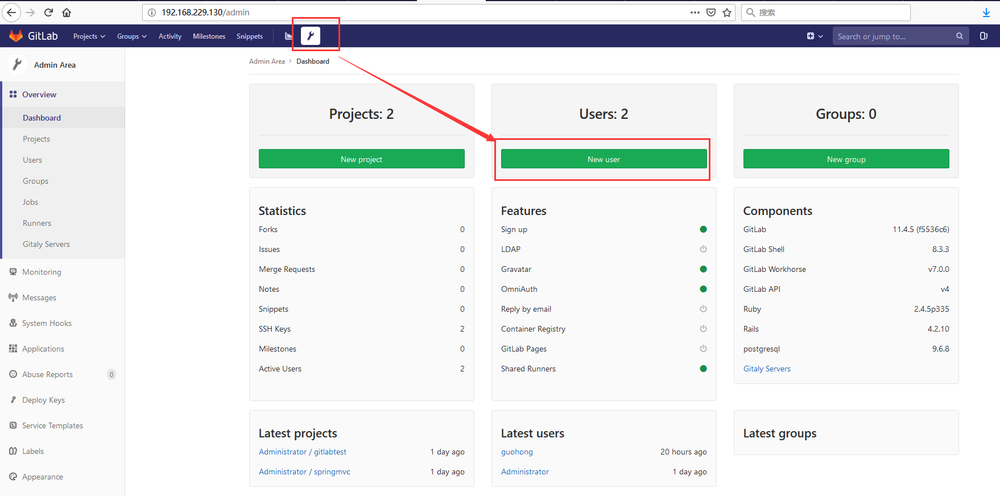 192.168.229.130/admin
搜索
GitLab Projects Groups Activity Milestones Snippets
Search or jump to...
Admin Area
Overview
Dashboard
Projects
Users
Groups
Jobs
Runners
Gitaly Servers
Monitoring
Messages
System Hooks
Applications
Abuse Reports 0
Deploy Keys
Service Templates
Labels
Appearance
Admin Area > Dashboard
Projects: 2
New project
Users: 2
New user
Groups: 0
New group
Statistics
Forks 0
Issues 0
Merge Requests 0
Notes 0
Snippets 0
SSH Keys 2
Milestones 0
Active Users 2
Features
Sign up
LDAP
Gravatar
OmniAuth
Reply by email
Container Registry
GitLab Pages
Shared Runners
Components
GitLab 11.4.5 (f5536c6)
GitLab Shell 8.3.3
GitLab Workhorse v7.0.0
GitLab API v4
Ruby 2.4.5p335
Rails 4.2.10
postgresql 9.6.8
Gitaly Servers
Latest projects
Administrator / gitlabtest 1 day ago
Administrator / springmvc 1 day ago
Latest users
guohong 20 hours ago
Administrator 1 day ago
Latest groups